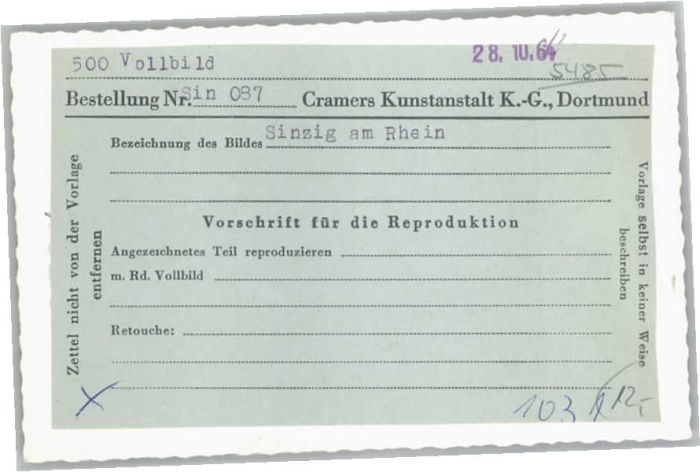 500 Vollbild 28. 10. 64
5485
Bestellung Nr. Sin 087 Cramers Kunstanstalt K.-G., Dortmund
Bezeichnung des Bildes Sinzig am Rhein
Vorschrift für die Reproduktion
Angezeichnetes Teil reproduzieren
m. Rd. Vollbild
Retouche:
Zettel nicht von der Vorlage
entfernen
Vorlage selbst in keiner Weise
beschreiben
X 103 12,-